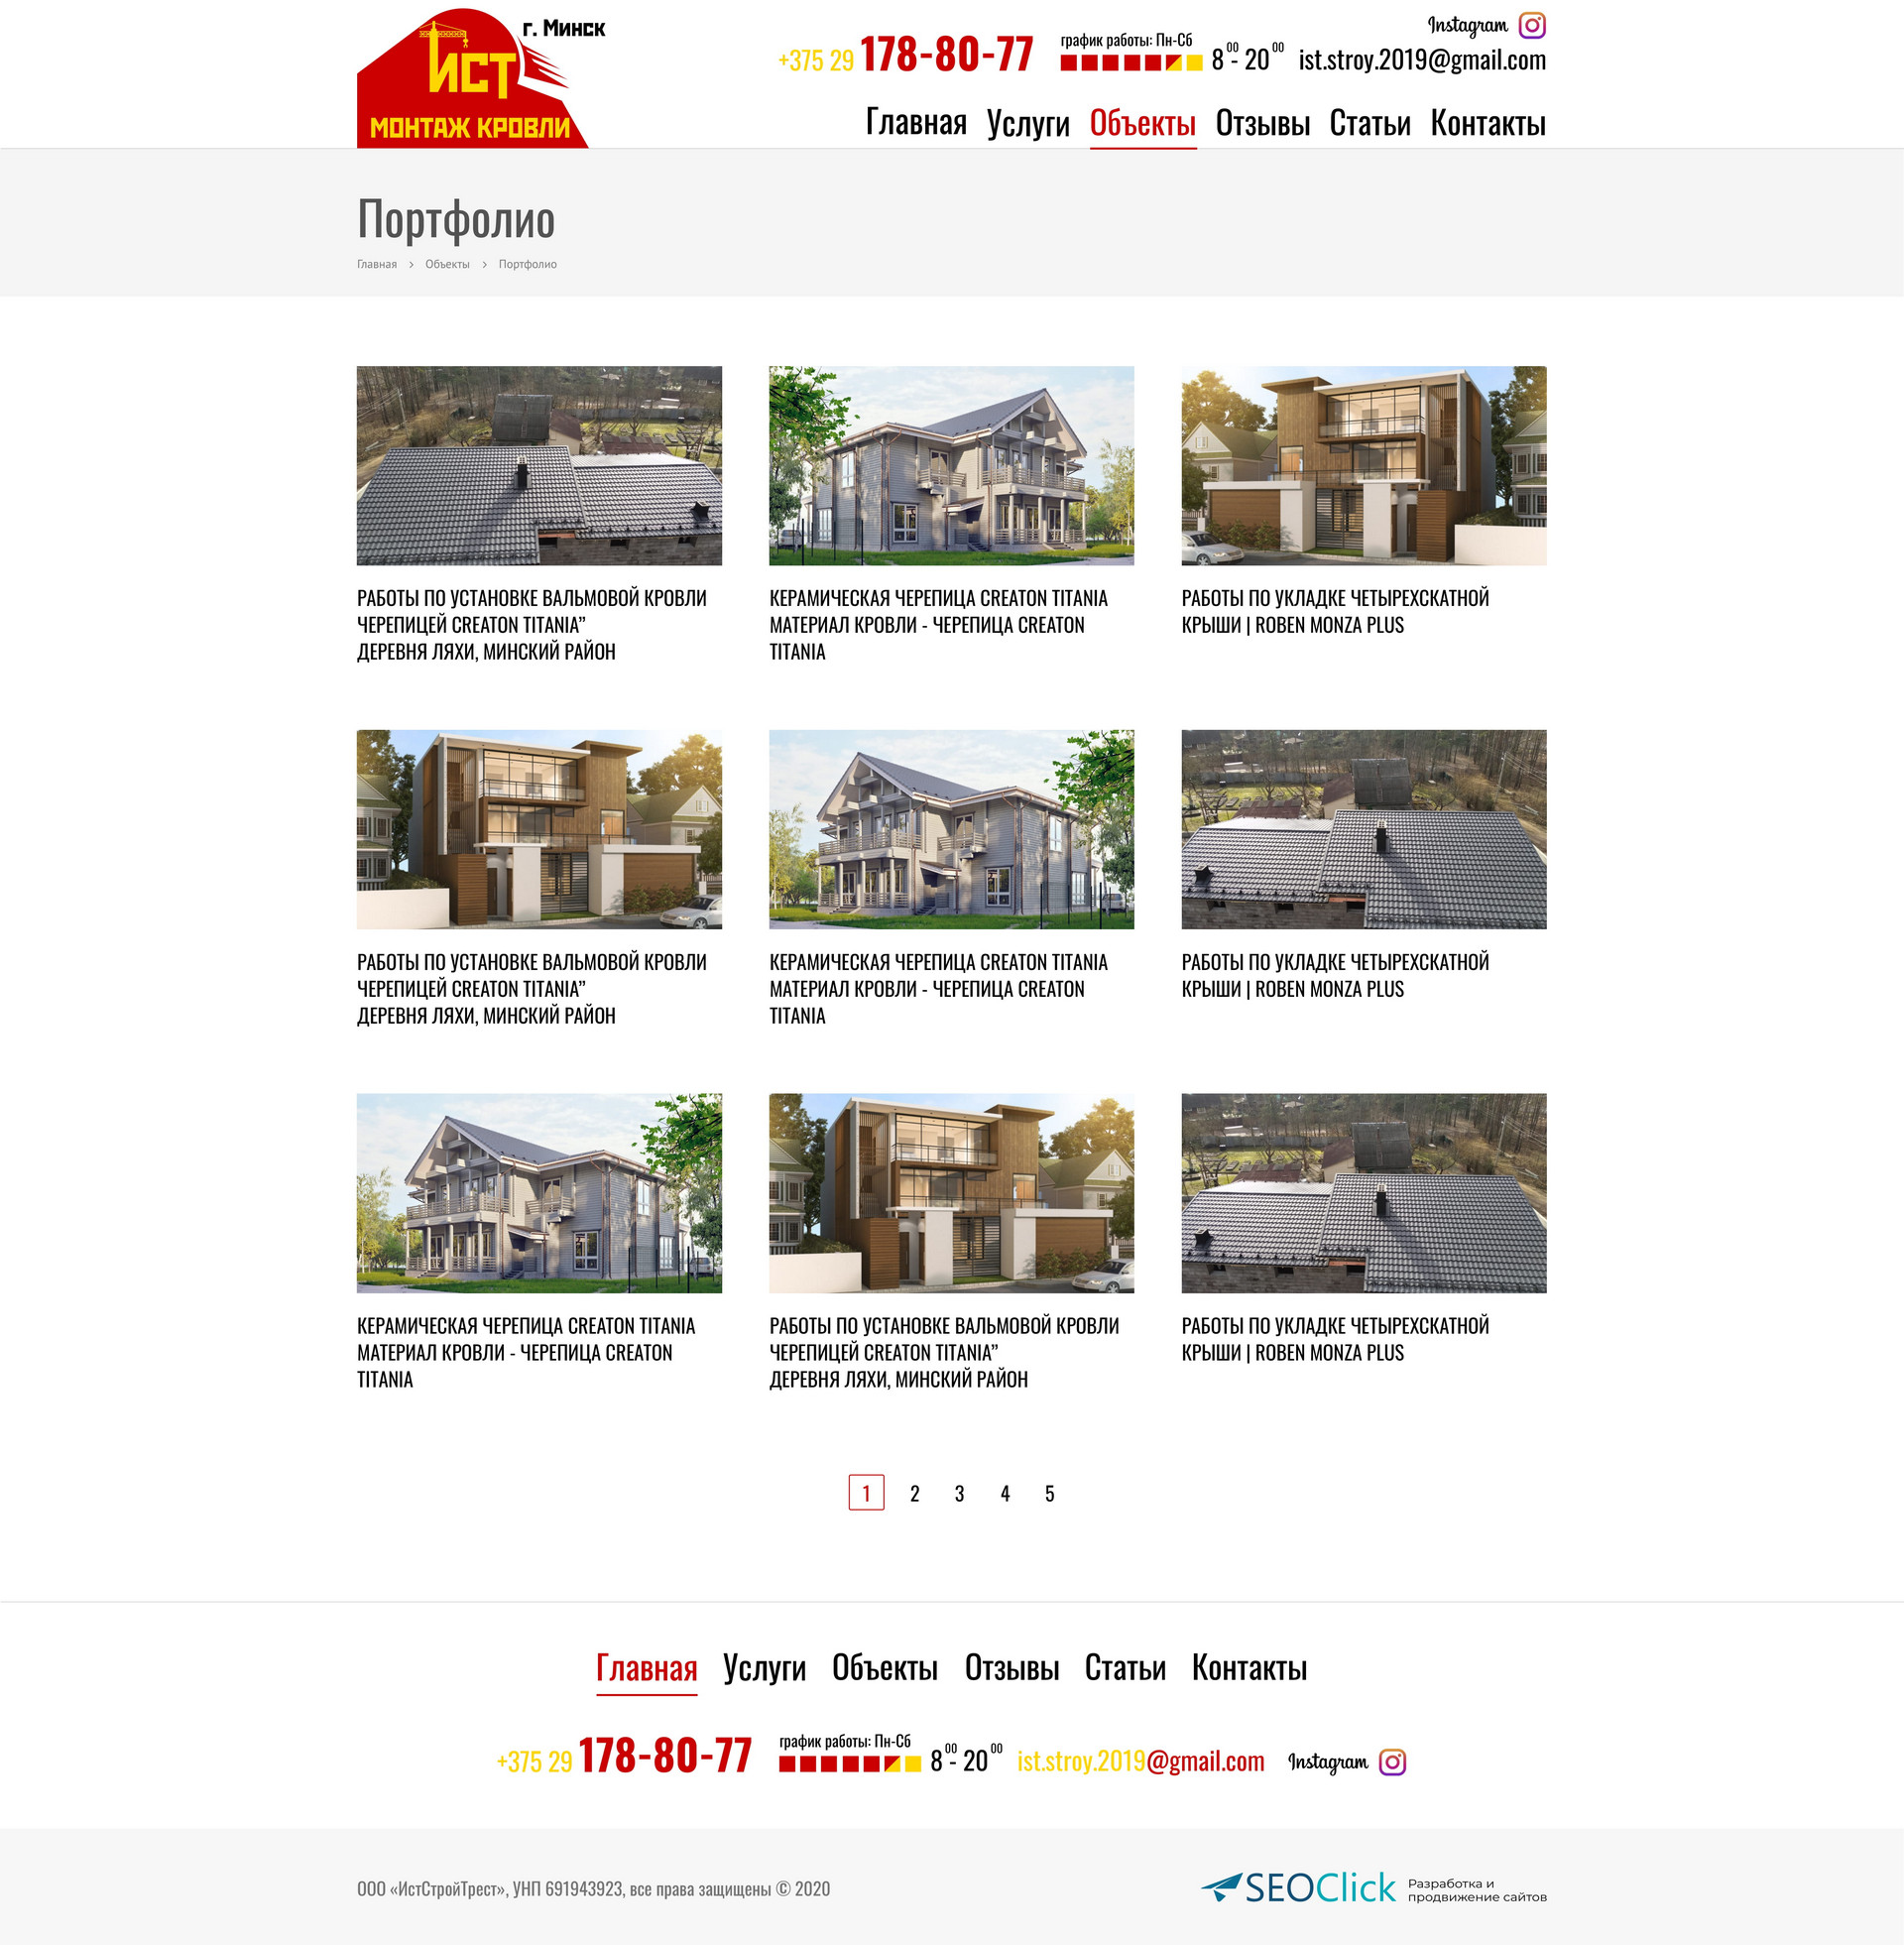 г. Минск
ИСТ
МОНТАЖ КРОВЛИ
Instagram
+375 29 178-80-77
график работы: Пн-Сб
8 00 - 20 00
ist.stroy.2019@gmail.com
Главная Услуги Объекты Отзывы Статьи Контакты
Портфолио
Главная > Объекты > Портфолио
РАБОТЫ ПО УСТАНОВКЕ ВАЛЬМОВОЙ КРОВЛИ
ЧЕРЕПИЦЕЙ CREATON TITANIA”
ДЕРЕВНЯ ЛЯХИ, МИНСКИЙ РАЙОН
КЕРАМИЧЕСКАЯ ЧЕРЕПИЦА CREATON TITANIA
МАТЕРИАЛ КРОВЛИ - ЧЕРЕПИЦА CREATON
TITANIA
РАБОТЫ ПО УКЛАДКЕ ЧЕТЫРЕХСКАТНОЙ
КРЫШИ | ROBEN MONZA PLUS
РАБОТЫ ПО УСТАНОВКЕ ВАЛЬМОВОЙ КРОВЛИ
ЧЕРЕПИЦЕЙ CREATON TITANIA”
ДЕРЕВНЯ ЛЯХИ, МИНСКИЙ РАЙОН
КЕРАМИЧЕСКАЯ ЧЕРЕПИЦА CREATON TITANIA
МАТЕРИАЛ КРОВЛИ - ЧЕРЕПИЦА CREATON
TITANIA
РАБОТЫ ПО УКЛАДКЕ ЧЕТЫРЕХСКАТНОЙ
КРЫШИ | ROBEN MONZA PLUS
КЕРАМИЧЕСКАЯ ЧЕРЕПИЦА CREATON TITANIA
МАТЕРИАЛ КРОВЛИ - ЧЕРЕПИЦА CREATON
TITANIA
РАБОТЫ ПО УСТАНОВКЕ ВАЛЬМОВОЙ КРОВЛИ
ЧЕРЕПИЦЕЙ CREATON TITANIA”
ДЕРЕВНЯ ЛЯХИ, МИНСКИЙ РАЙОН
РАБОТЫ ПО УКЛАДКЕ ЧЕТЫРЕХСКАТНОЙ
КРЫШИ | ROBEN MONZA PLUS
1 2 3 4 5
Главная Услуги Объекты Отзывы Статьи Контакты
+375 29 178-80-77
график работы: Пн-Сб
8 00 - 20 00
ist.stroy.2019@gmail.com
Instagram
ООО «ИстСтройТрест», УНП 691943923, все права защищены © 2020
SEOClick
Разработка и
продвижение сайтов